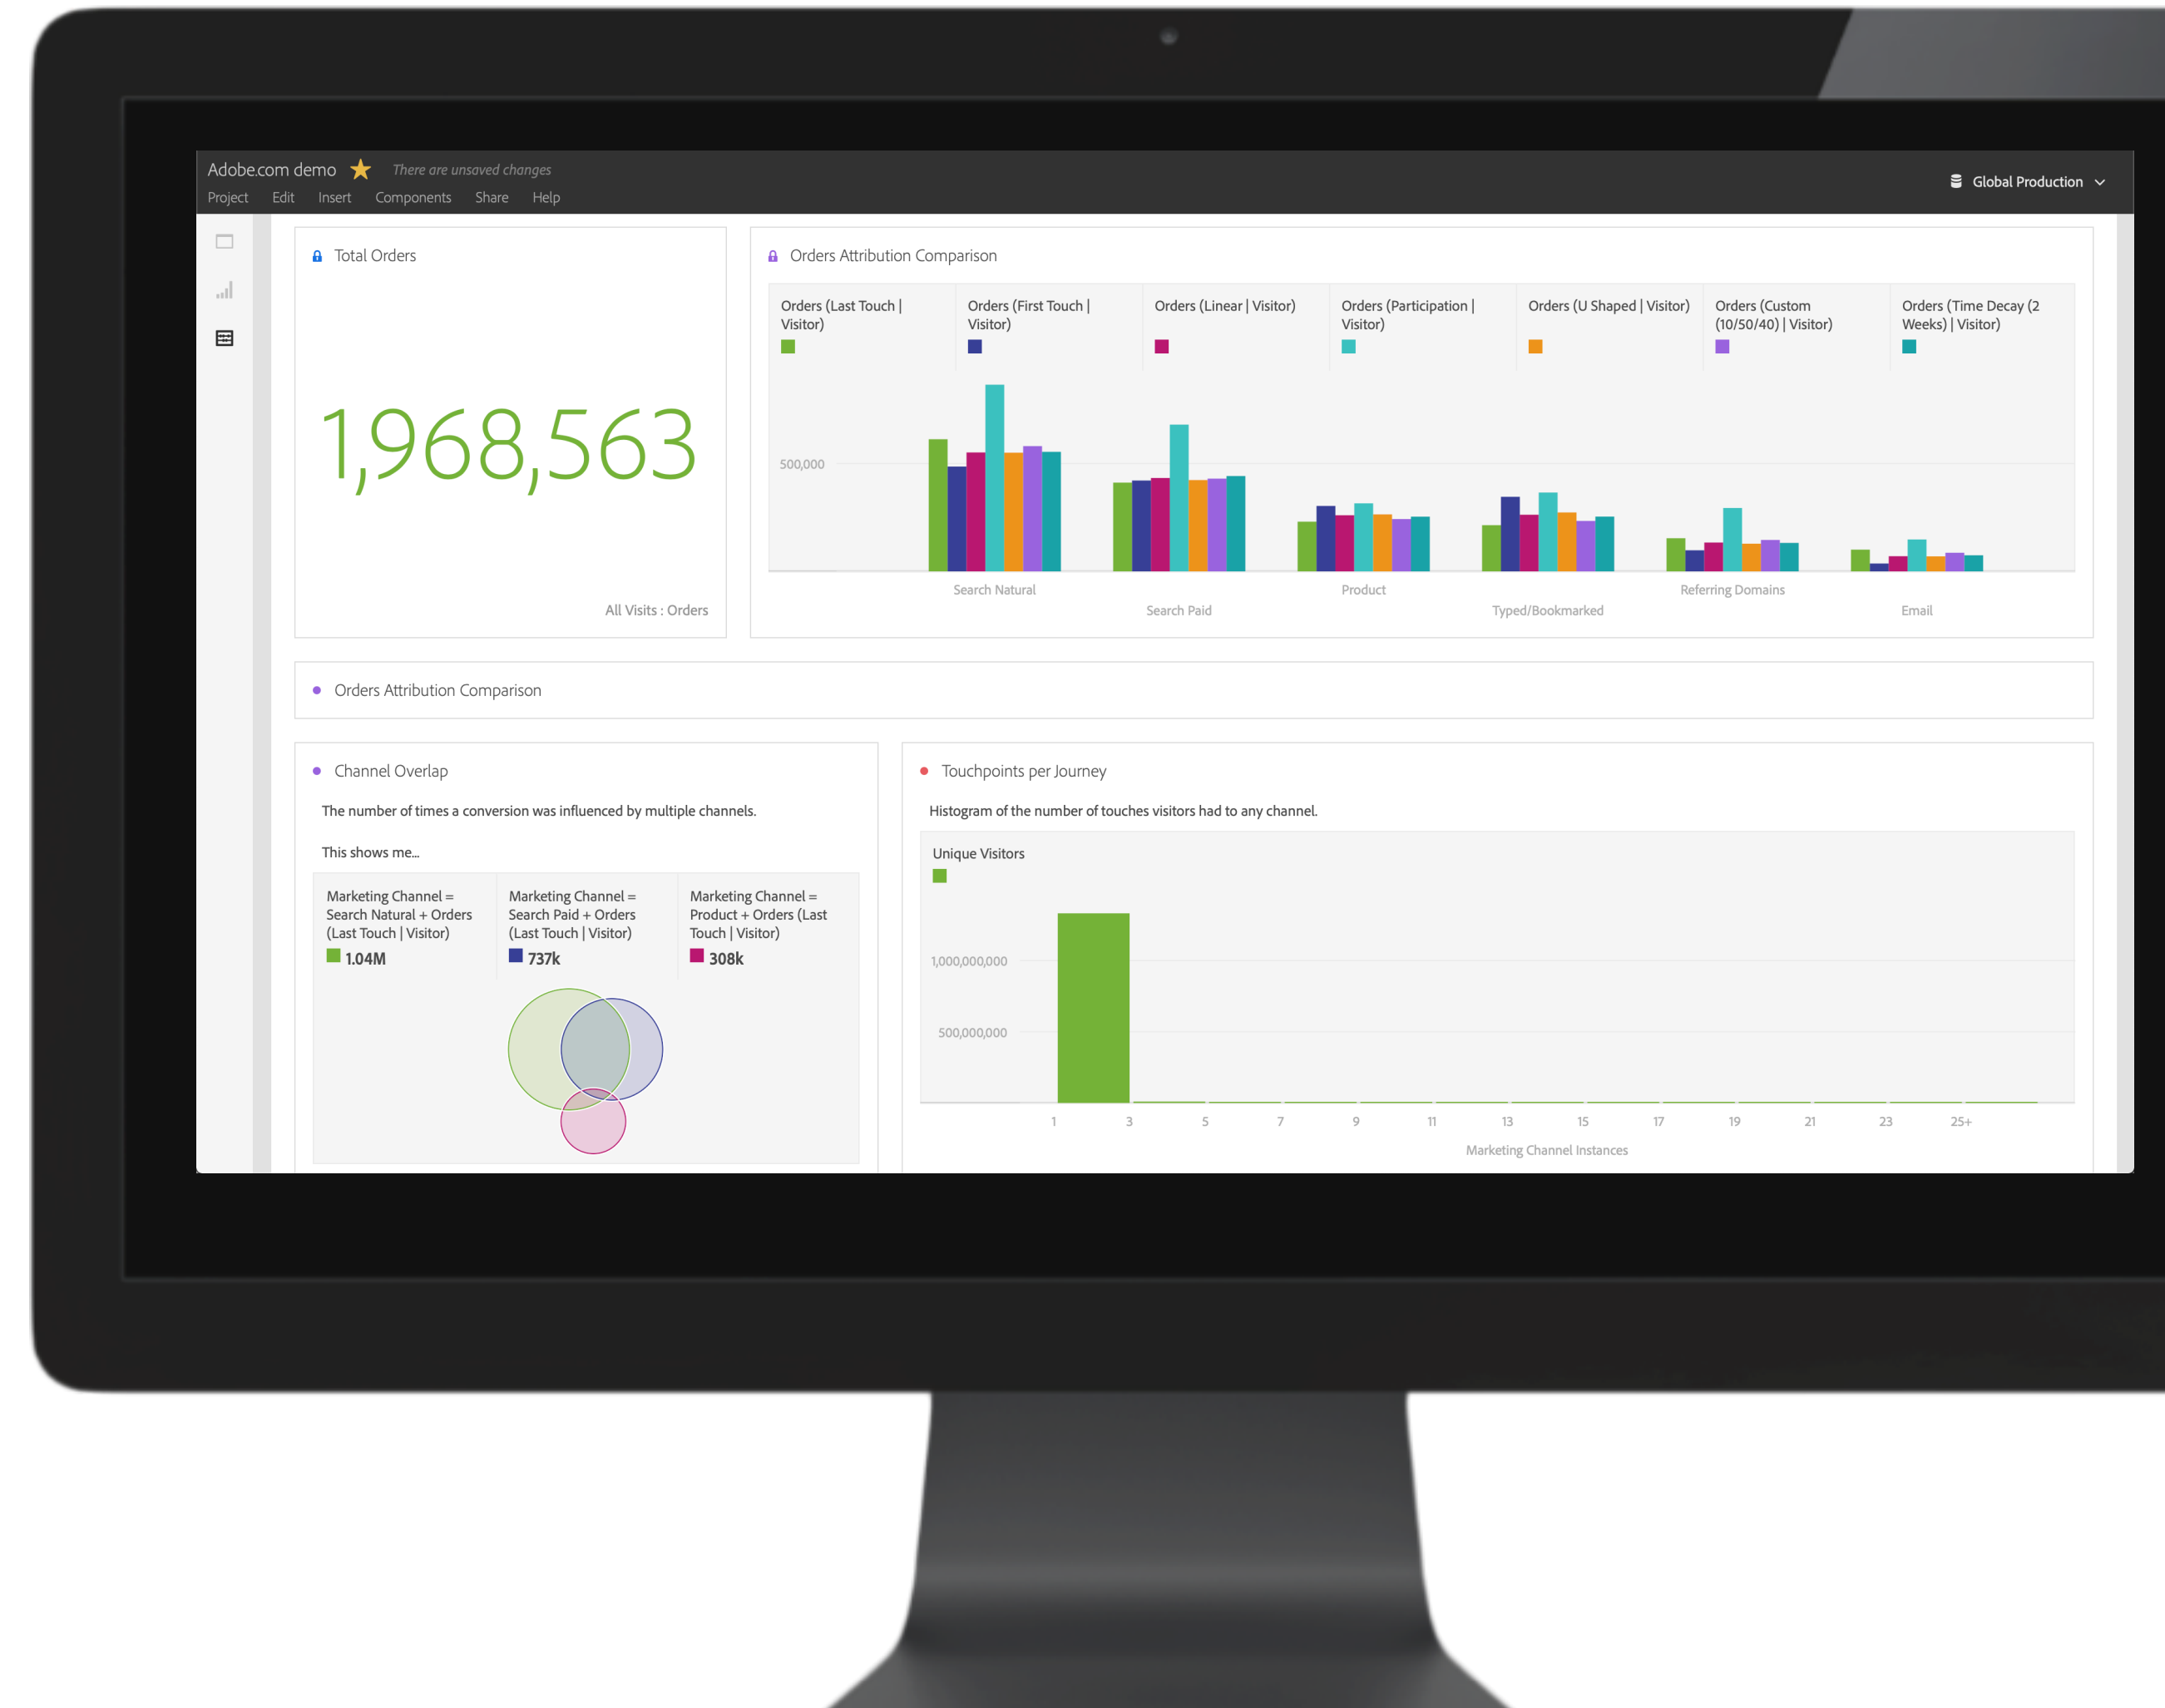 Adobe.com demo
There are unsaved changes
Project Edit Insert Components Share Help
Global Production
Total Orders
1,968,563
All Visits : Orders
Orders Attribution Comparison
Orders (Last Touch |
Visitor)
Orders (First Touch |
Visitor)
Orders (Linear | Visitor)
Orders (Participation |
Visitor)
Orders (U Shaped | Visitor)
Orders (Custom
(10/50/40) | Visitor)
Orders (Time Decay (2
Weeks) | Visitor)
500,000
Search Natural
Search Paid
Product
Typed/Bookmarked
Referring Domains
Email
Orders Attribution Comparison
Channel Overlap
The number of times a conversion was influenced by multiple channels.
This shows me...
Marketing Channel =
Search Natural + Orders
(Last Touch | Visitor)
1.04M
Marketing Channel =
Search Paid + Orders
(Last Touch | Visitor)
737k
Marketing Channel =
Product + Orders (Last
Touch | Visitor)
308k
Touchpoints per Journey
Histogram of the number of touches visitors had to any channel.
Unique Visitors
1,000,000,000
500,000,000
1 3 5 7 9 11 13 15 17 19 21 23 25+
Marketing Channel Instances